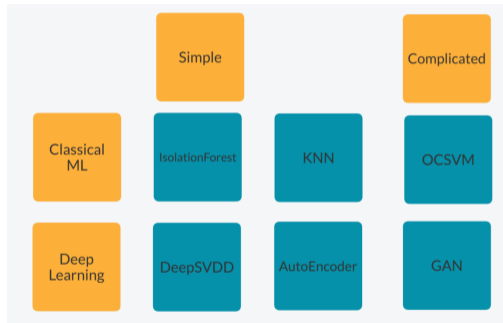 Simple
Complicated
Classical
ML
IsolationForest
KNN
OCSVM
Deep
Learning
DeepSVDD
AutoEncoder
GAN